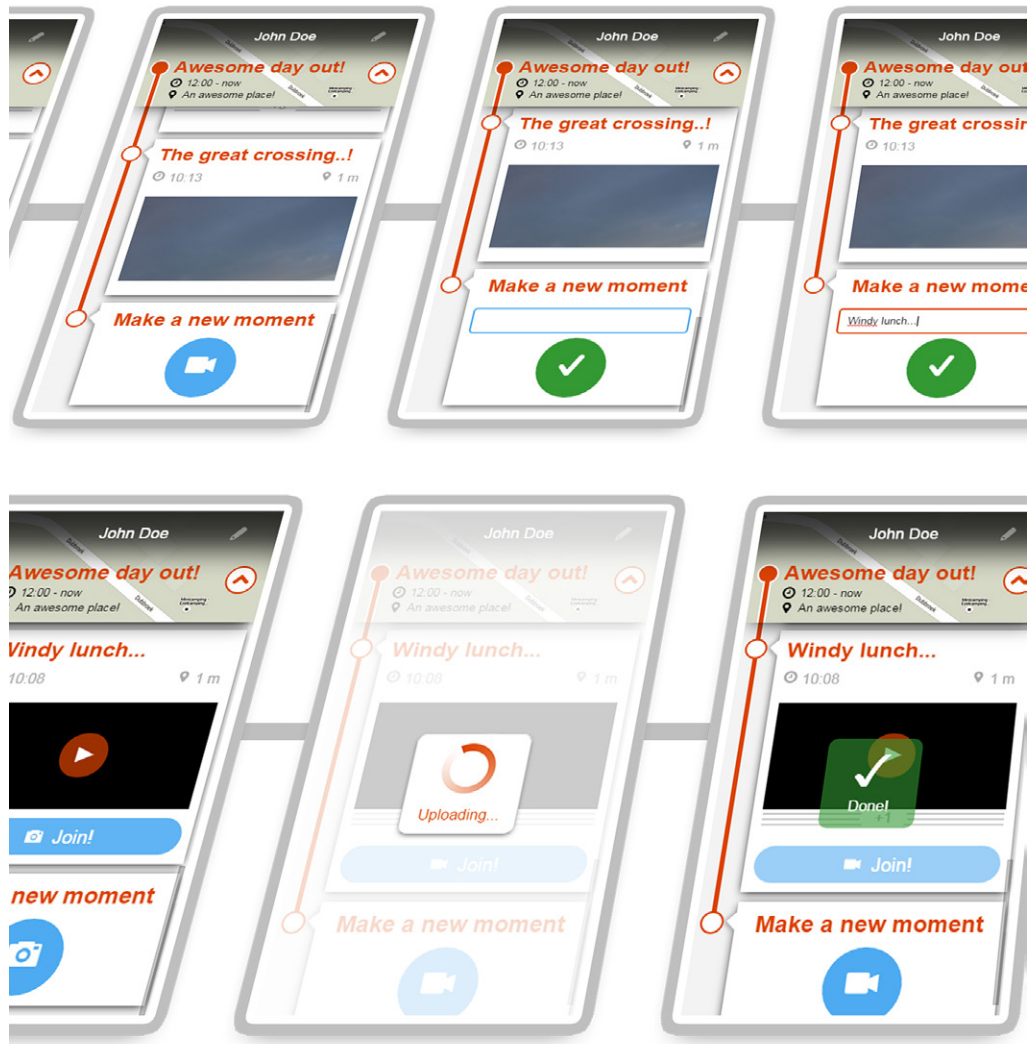 John Doe
Awesome day out!
12:00 - now
An awesome place!
The great crossing..!
10:13
1 m
Make a new moment
John Doe
Awesome day out!
12:00 - now
An awesome place!
The great crossing..!
10:13
1 m
Make a new moment
John Doe
Awesome day out
12:00 - now
An awesome place!
The great crossin
10:13
Make a new mome
Windy lunch...
John Doe
Awesome day out!
12:00 - now
An awesome place!
Windy lunch...
10:08
1 m
Join!
new moment
John Doe
Awesome day out!
12:00 - now
An awesome place!
Windy lunch...
10:08
1 m
Uploading...
Join!
Make a new moment
John Doe
Awesome day out!
12:00 - now
An awesome place!
Windy lunch...
10:08
1 m
Done!
+1
Join!
Make a new moment